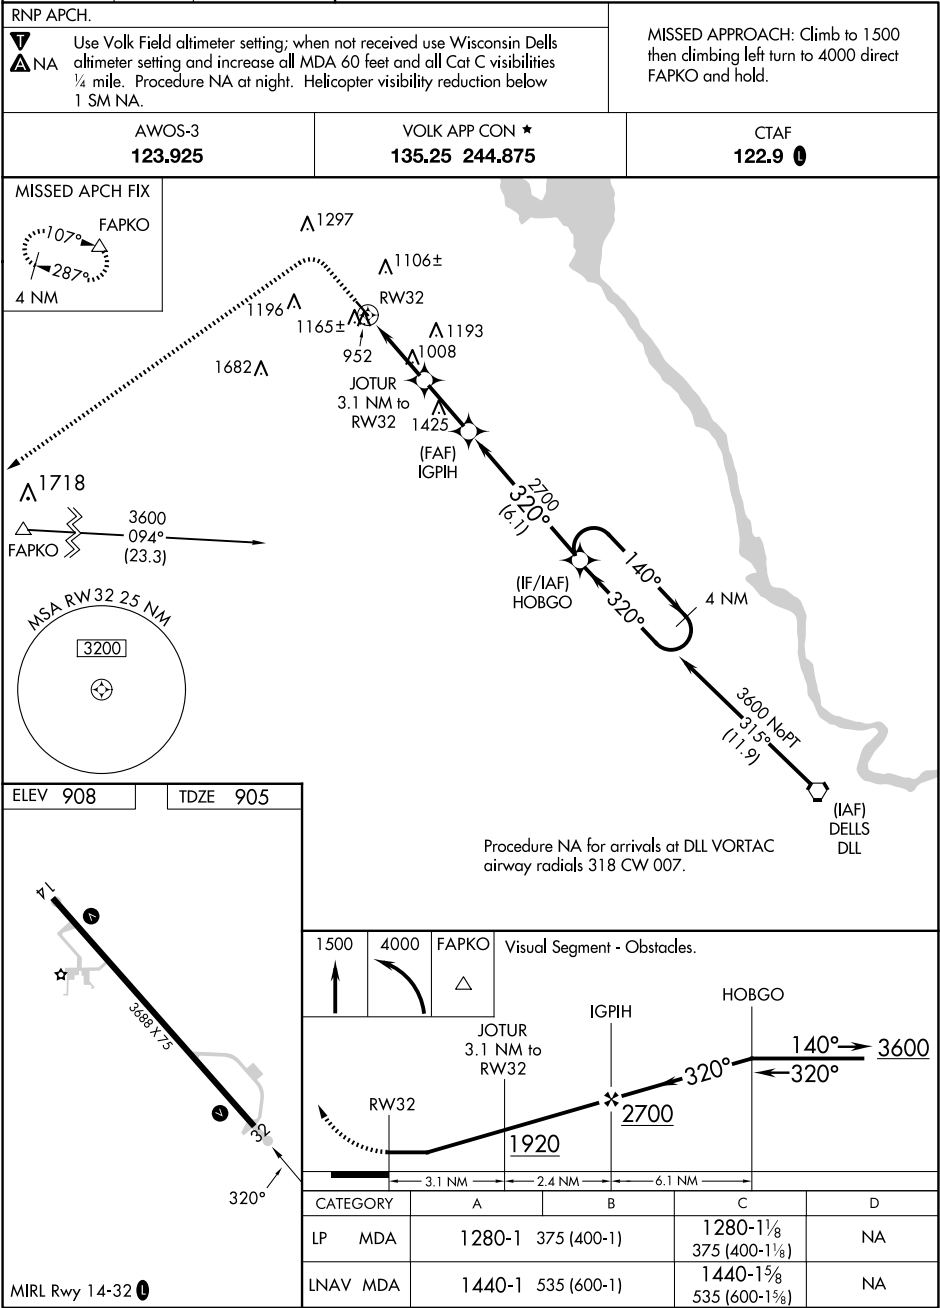 RNP APCH.
T
A NA
Use Volk Field altimeter setting; when not received use Wisconsin Dells
altimeter setting and increase all MDA 60 feet and all Cat C visibilities
¼ mile. Procedure NA at night. Helicopter visibility reduction below
1 SM NA.
MISSED APPROACH: Climb to 1500
then climbing left turn to 4000 direct
FAPKO and hold.
AWOS-3
123.925
VOLK APP CON ★
135.25 244.875
CTAF
122.9 L
MISSED APCH FIX
FAPKO
107°
287°
4 NM
1297
1106±
RW32
1196
1165±
1193
952
1008
1682
JOTUR
3.1 NM to
RW32
1425
(FAF)
IGPIH
1718
FAPKO
3600
094°
(23.3)
2700
320°
(6.1)
(IF/IAF)
HOBGO
140°
320°
4 NM
MSA RW32 25 NM
3200
3600 NoPT
315°
(11.9)
(IAF)
DELLS
DLL
Procedure NA for arrivals at DLL VORTAC
airway radials 318 CW 007.
ELEV 908
TDZE 905
14
V
3688 X 75
V
32
320°
MIRL Rwy 14-32 L
1500
4000
FAPKO
Visual Segment - Obstacles.
RW32
JOTUR
3.1 NM to
RW32
IGPIH
HOBGO
140°
320°
3600
320°
2700
1920
3.1 NM
2.4 NM
6.1 NM
CATEGORY A B C D
LP MDA 1280-1 375 (400-1) 1280-1⅛ NA
375 (400-1⅛)
LNAV MDA 1440-1 535 (600-1) 1440-1⅝ NA
535 (600-1⅝)